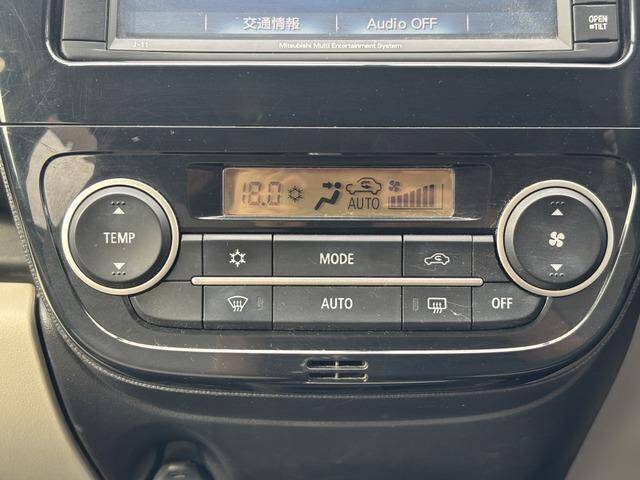 交通情報 Audio OFF
OPEN
TILT
J-11 Mitsubishi Multi Entertainment System
18.0 AUTO
TEMP
MODE
AUTO OFF